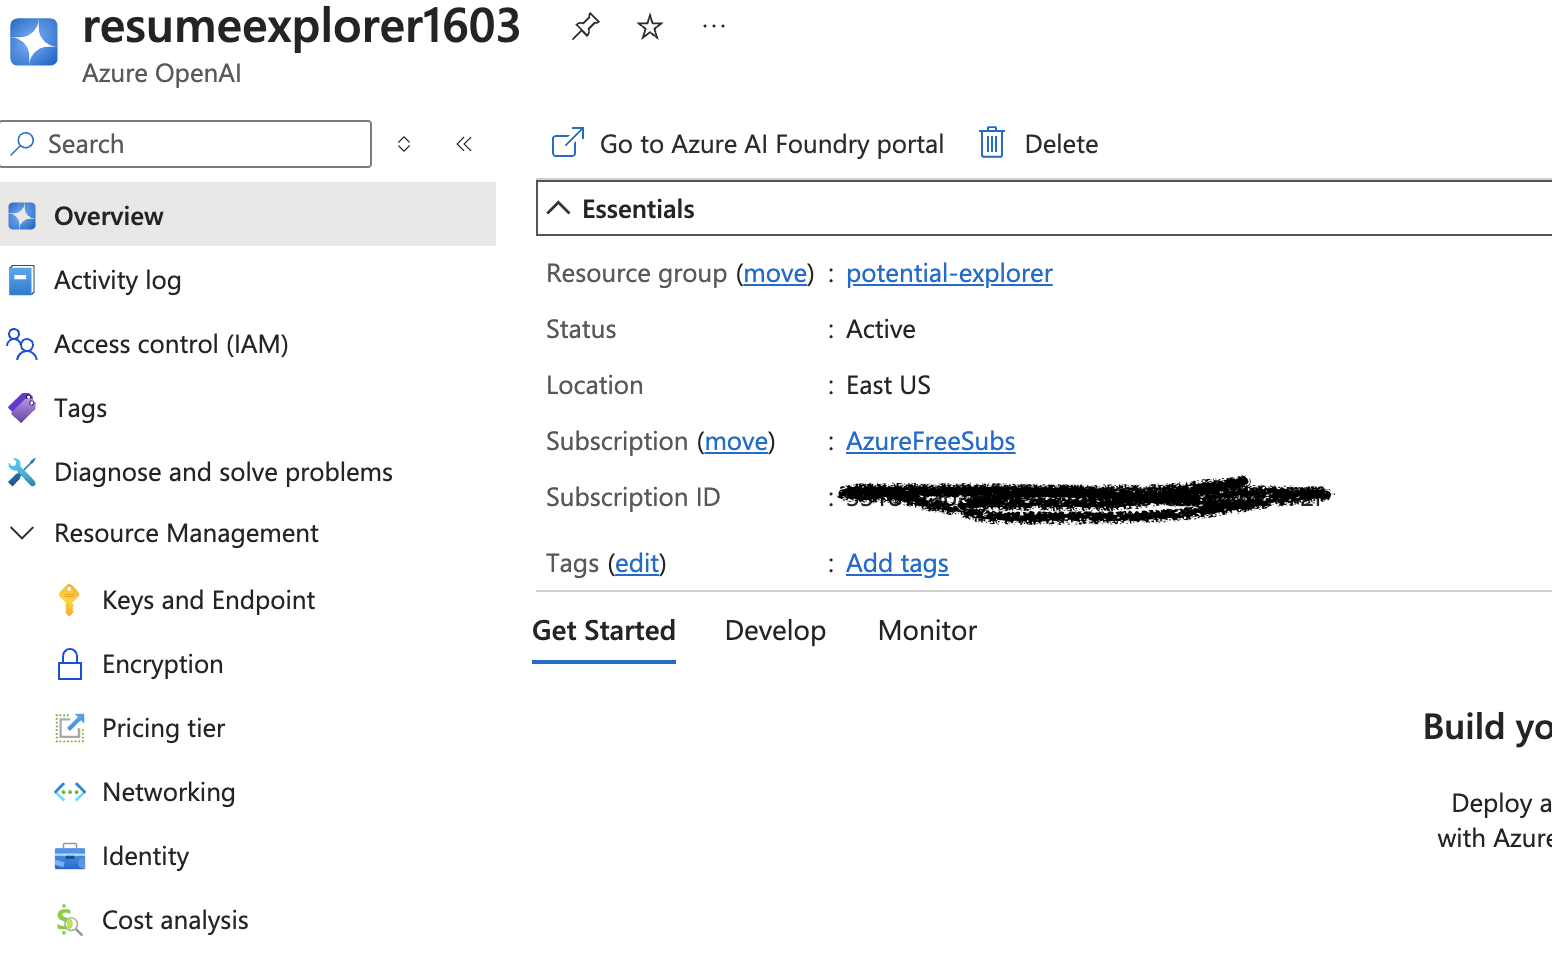 resumeexplorer1603
Azure OpenAI
Search
Go to Azure AI Foundry portal
Delete
Overview
Activity log
Access control (IAM)
Tags
Diagnose and solve problems
Resource Management
Keys and Endpoint
Encryption
Pricing tier
Networking
Identity
Cost analysis
Essentials
Resource group (move) : potential-explorer
Status : Active
Location : East US
Subscription (move) : AzureFreeSubs
Subscription ID :
Tags (edit) : Add tags
Get Started Develop Monitor
Build yo
Deploy a
with Azure